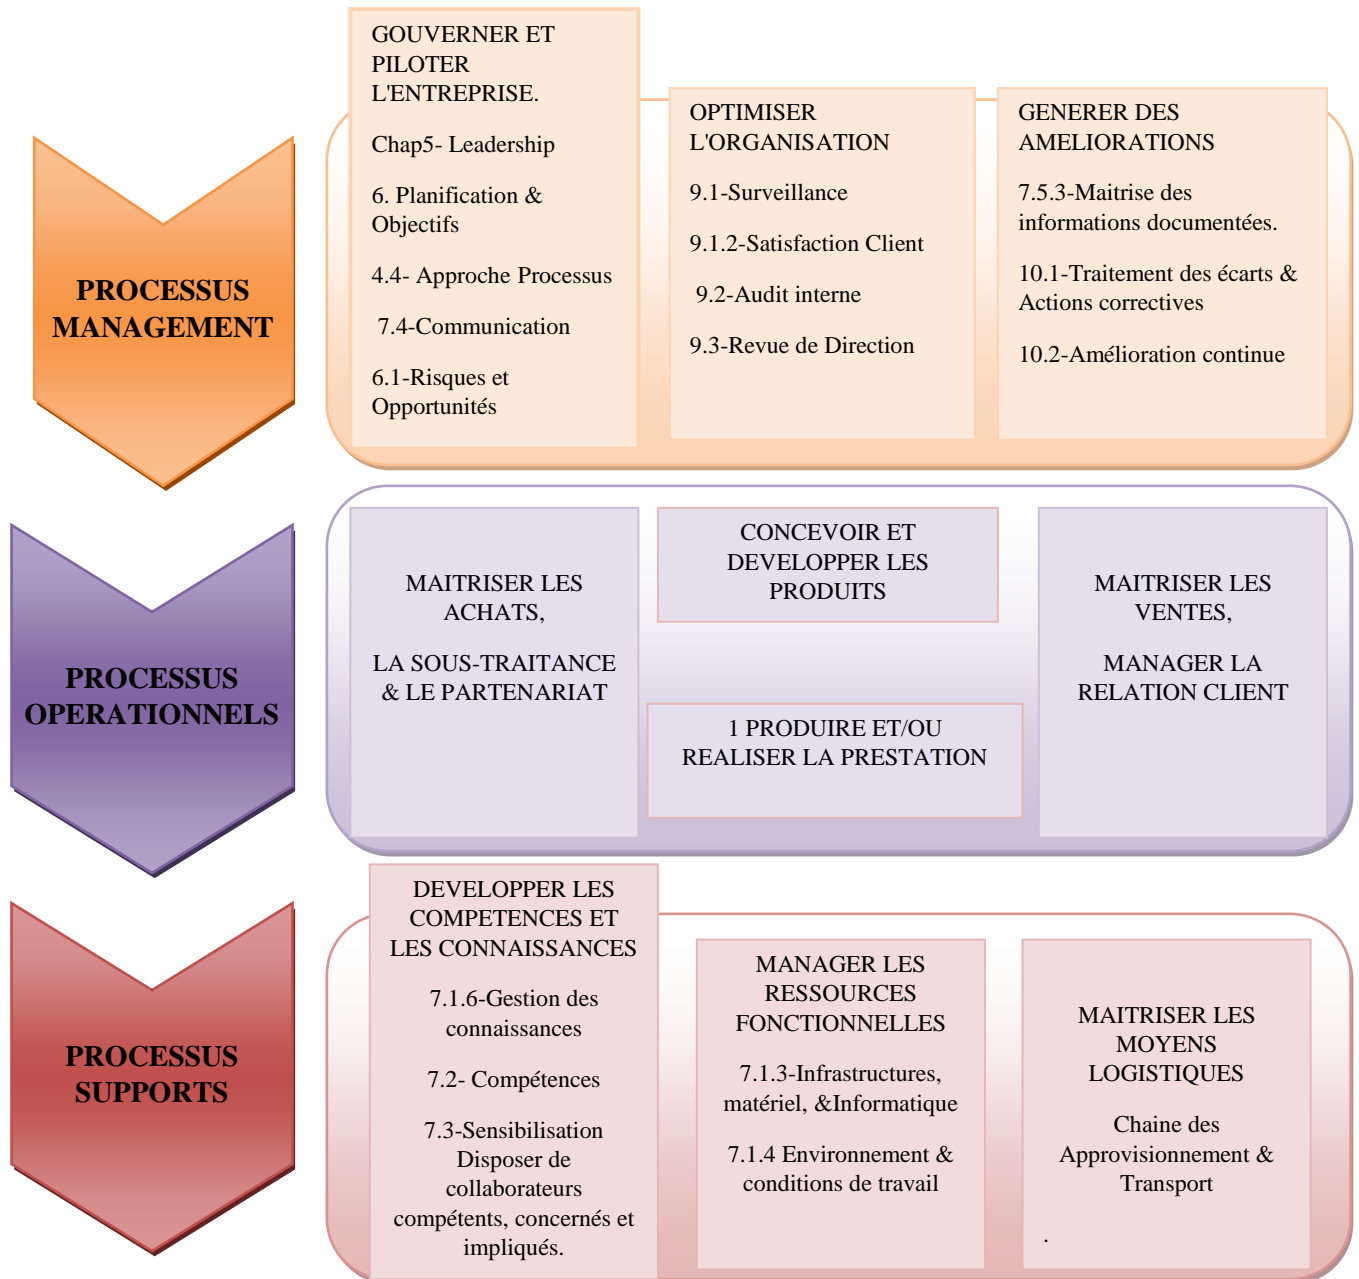 PROCESSUS
MANAGEMENT
GOUVERNER ET
PILOTER
L'ENTREPRISE.
Chap5- Leadership
6. Planification &
Objectifs
4.4- Approche Processus
7.4-Communication
6.1-Risques et
Opportunités
OPTIMISER
L'ORGANISATION
9.1-Surveillance
9.1.2-Satisfaction Client
9.2-Audit interne
9.3-Revue de Direction
GENERER DES
AMELIORATIONS
7.5.3-Maitrise des
informations documentées.
10.1-Traitement des écarts &
Actions correctives
10.2-Amélioration continue
PROCESSUS
OPERATIONNELS
MAITRISER LES
ACHATS,
LA SOUS-TRAITANCE
& LE PARTENARIAT
CONCEVOIR ET
DEVELOPPER LES
PRODUITS
1 PRODUIRE ET/OU
REALISER LA PRESTATION
MAITRISER LES
VENTES,
MANAGER LA
RELATION CLIENT
PROCESSUS
SUPPORTS
DEVELOPPER LES
COMPETENCES ET
LES CONNAISSANCES
7.1.6-Gestion des
connaissances
7.2- Compétences
7.3-Sensibilisation
Disposer de
collaborateurs
compétents, concernés et
impliqués.
MANAGER LES
RESSOURCES
FONCTIONNELLES
7.1.3-Infrastructures,
matériel, &Informatique
7.1.4 Environnement &
conditions de travail
MAITRISER LES
MOYENS
LOGISTIQUES
Chaine des
Approvisionnement &
Transport
.